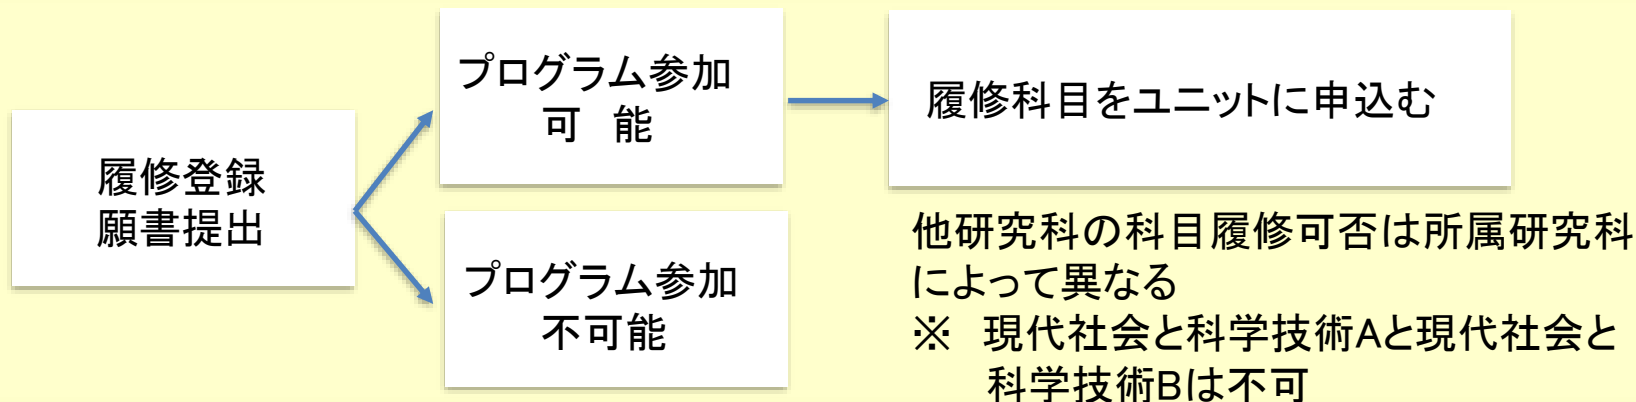 履修登録
願書提出
プログラム参加
可　能
プログラム参加
不可能
履修科目をユニットに申込む
他研究科の科目履修可否は所属研究科
によって異なる
※　現代社会と科学技術Aと現代社会と
科学技術Bは不可